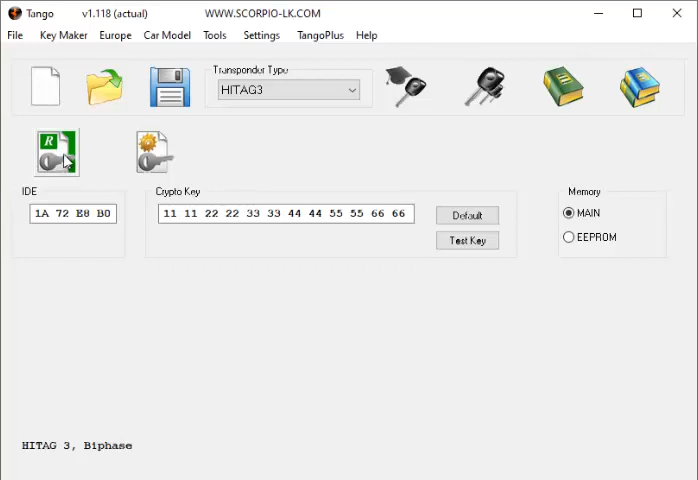 Tango v1.118 (actual) WWW.SCORPIO-LK.COM
File Key Maker Europe Car Model Tools Settings TangoPlus Help
Transponder Type
HITAG3
R
IDE Crypto Key Memory
1A 72 E8 B0 11 11 22 22 33 33 44 44 55 55 66 66 Default MAIN
Test Key EEPROM
HITAG 3, Biphase